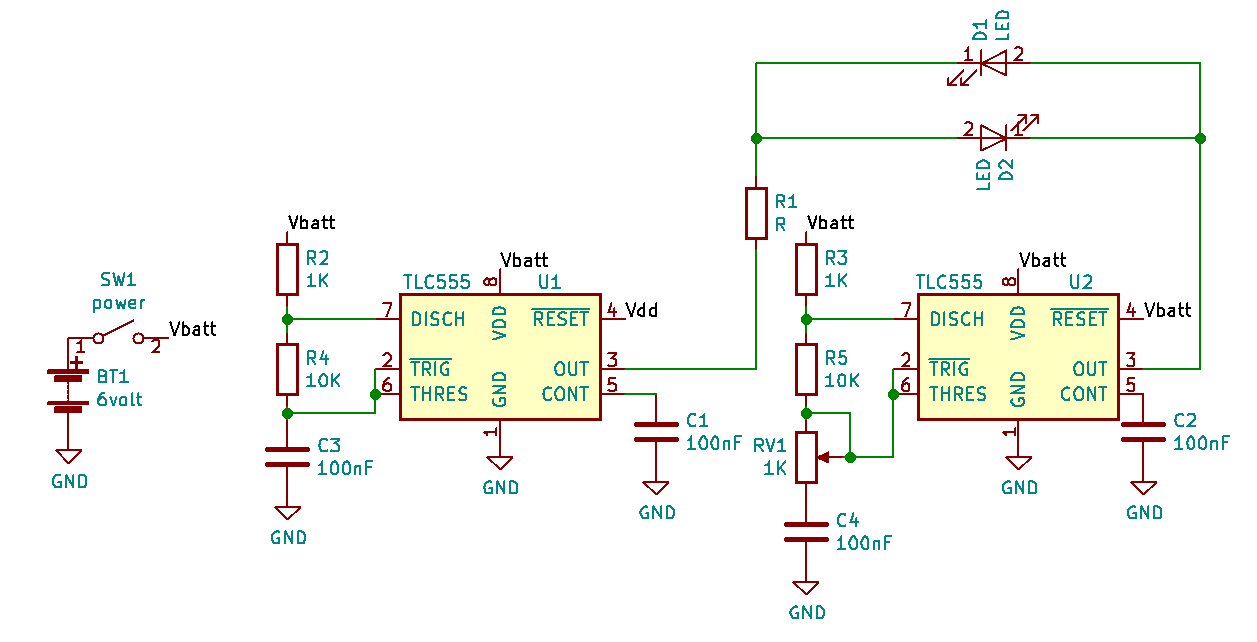 D1
LED
1
2
2
1
LED
D2
R1
R
Vbatt
R2
1K
Vbatt
TLC555
8
U1
7
DISCH
VDD
RESET
4
Vdd
R4
10K
2
TRIG
OUT
3
6
THRES
GND
CONT
5
1
GND
C3
100nF
GND
C1
100nF
GND
SW1
power
Vbatt
1
2
+
BT1
6volt
GND
Vbatt
R3
1K
Vbatt
TLC555
8
U2
7
DISCH
VDD
RESET
4
Vbatt
R5
10K
2
TRIG
OUT
3
6
THRES
GND
CONT
5
1
GND
RV1
1K
C2
100nF
GND
C4
100nF
GND